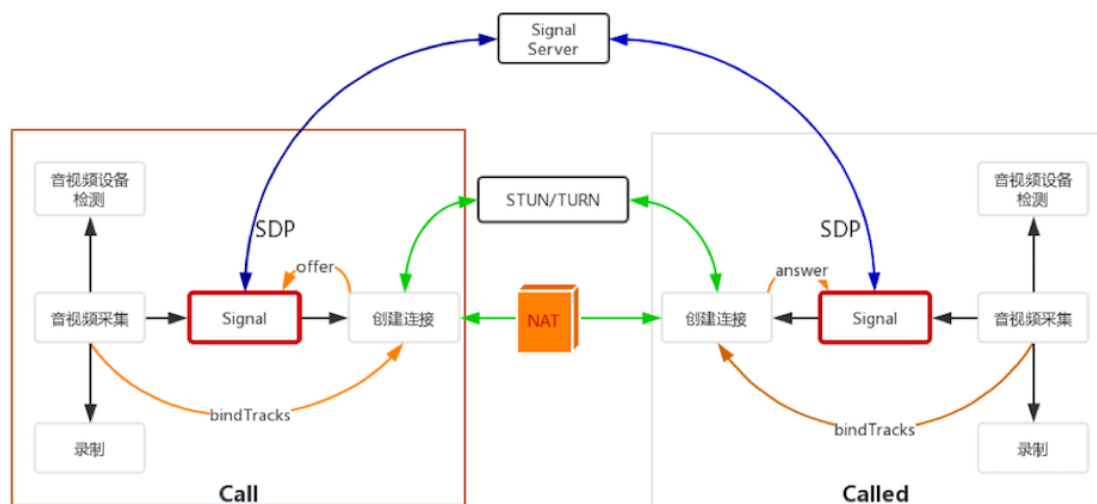 Signal
Server
音视频设备
检测
STUN/TURN
音视频设备
检测
SDP
SDP
offer
answer
音视频采集
Signal
创建连接
NAT
创建连接
Signal
音视频采集
bindTracks
bindTracks
录制
录制
Call
Called